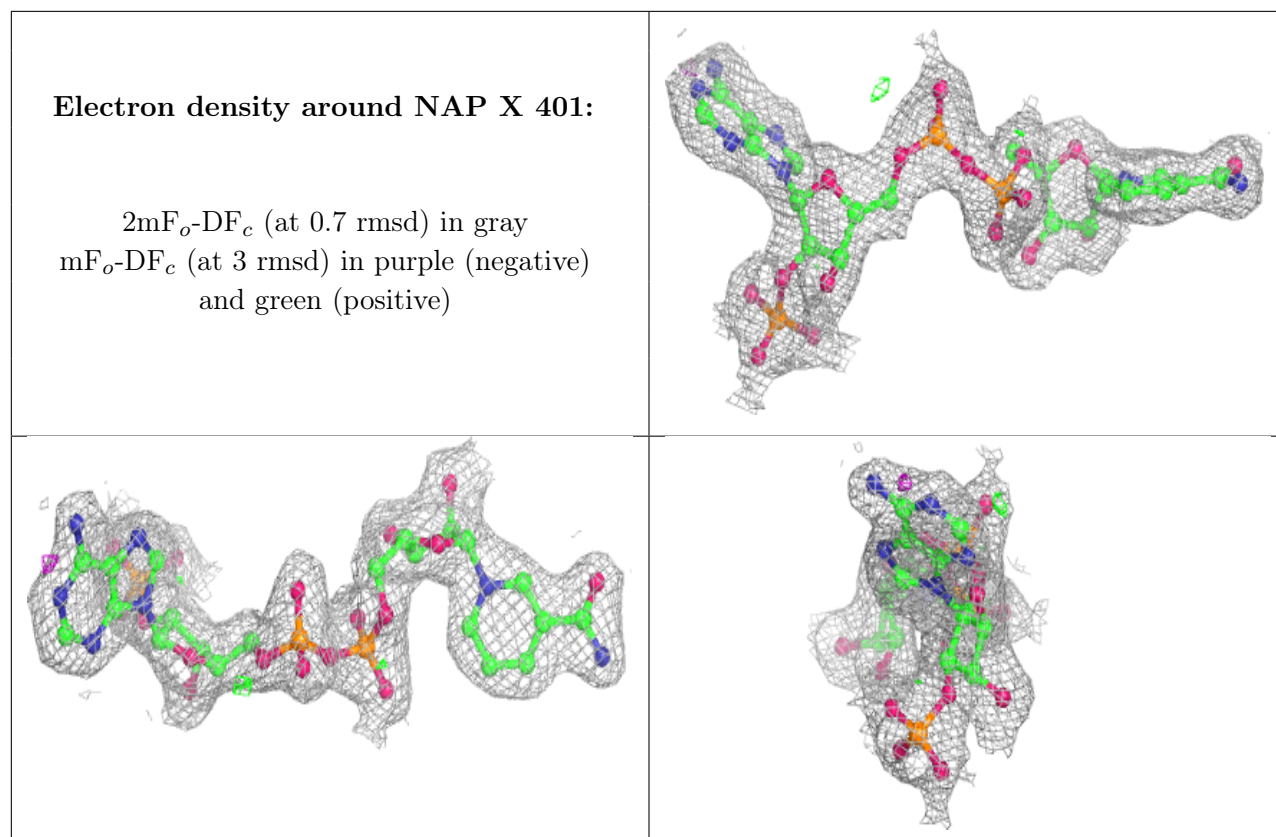 Electron density around NAP X 401:
2mFₒ-DF𝒸 (at 0.7 rmsd) in gray
mFₒ-DF𝒸 (at 3 rmsd) in purple (negative)
and green (positive)